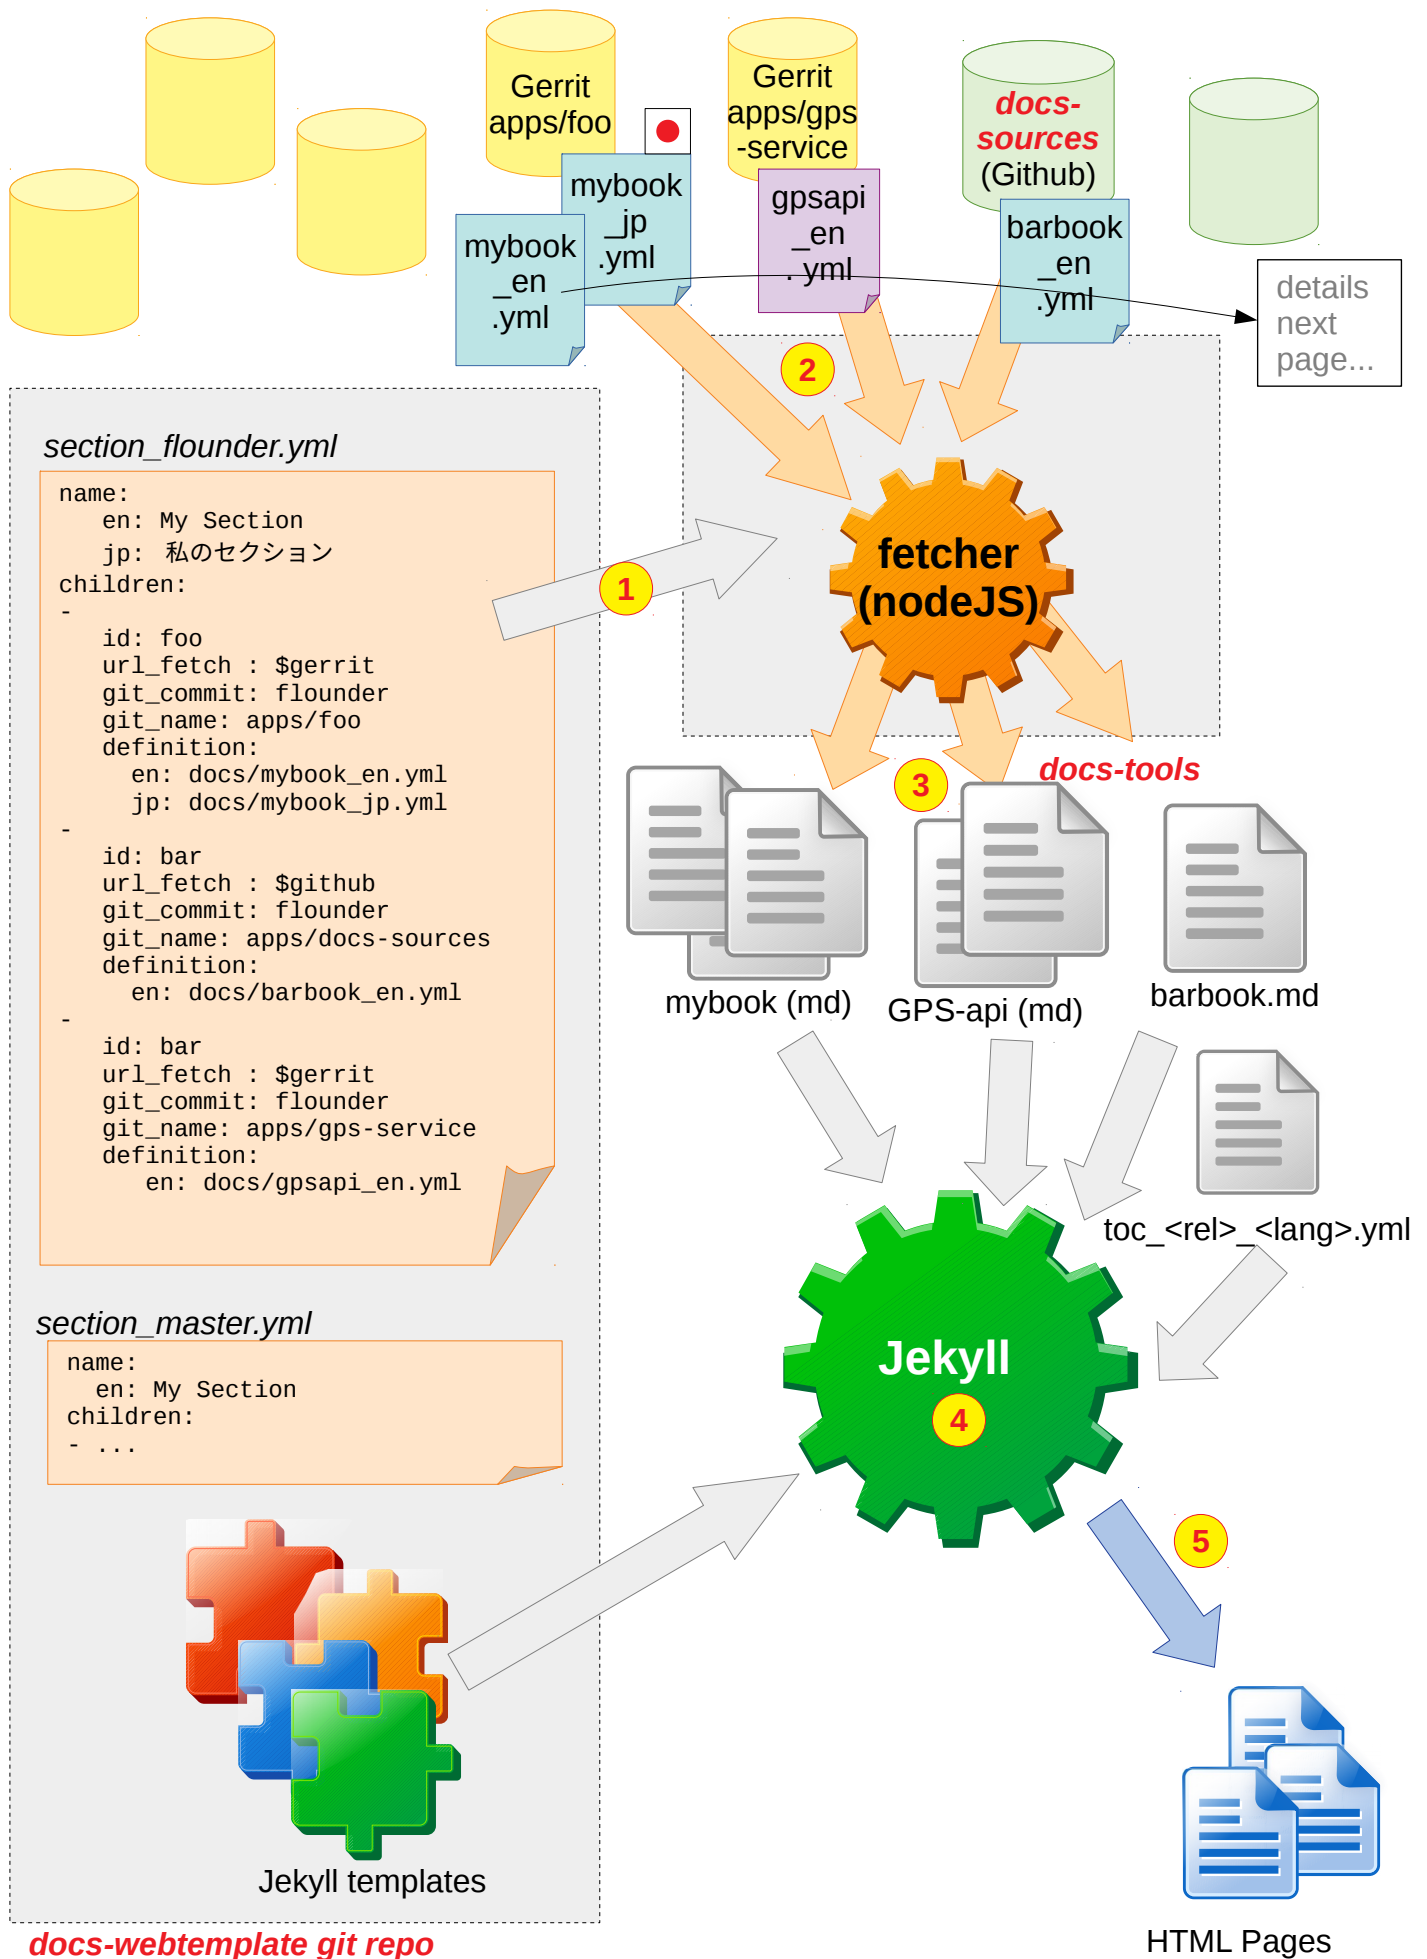 Gerrit
apps/foo
Gerrit
apps/gps
-service
docs-
sources
(Github)
mybook
_jp
.yml
mybook
_en
.yml
gpsapi
_en
. yml
barbook
_en
.yml
details
next
page...
2
section_flounder.yml
name:
en: My Section
jp: 私のセクション
children:
-
id: foo
url_fetch : $gerrit
git_commit: flounder
git_name: apps/foo
definition:
en: docs/mybook_en.yml
jp: docs/mybook_jp.yml
-
id: bar
url_fetch : $github
git_commit: flounder
git_name: apps/docs-sources
definition:
en: docs/barbook_en.yml
-
id: bar
url_fetch : $gerrit
git_commit: flounder
git_name: apps/gps-service
definition:
en: docs/gpsapi_en.yml
1
fetcher
(nodeJS)
3
docs-tools
mybook (md)
GPS-api (md)
barbook.md
toc_<rel>_<lang>.yml
section_master.yml
name:
en: My Section
children:
- ...
Jekyll
4
5
Jekyll templates
docs-webtemplate git repo
HTML Pages